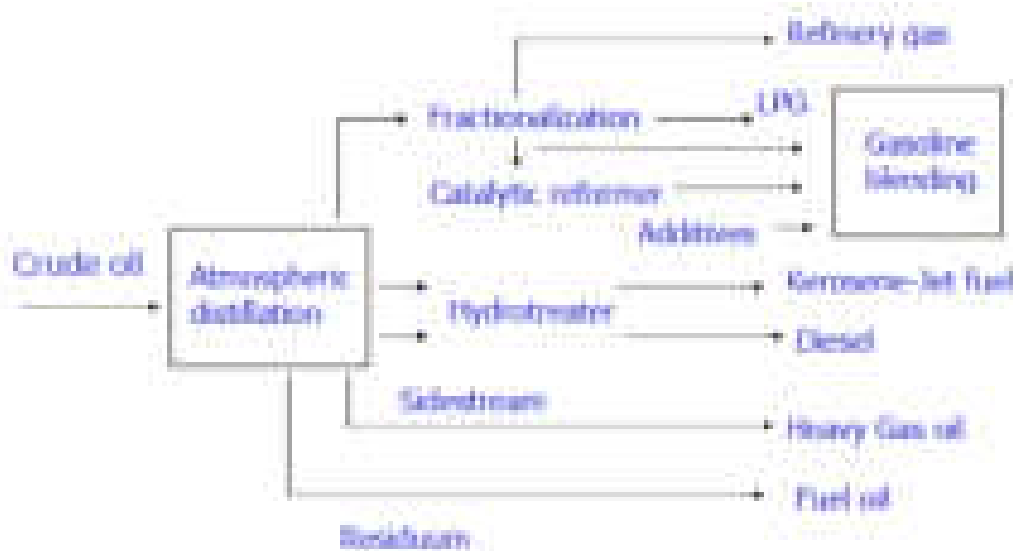 Refinery gas
Fractionalization
LPG
Gasoline
blending
Catalytic reformer
Additives
Crude oil
Atmospheric
distillation
Hydrotreater
Kerosene-Jet fuel
Diesel
Sidestream
Heavy Gas oil
Fuel oil
Residuum